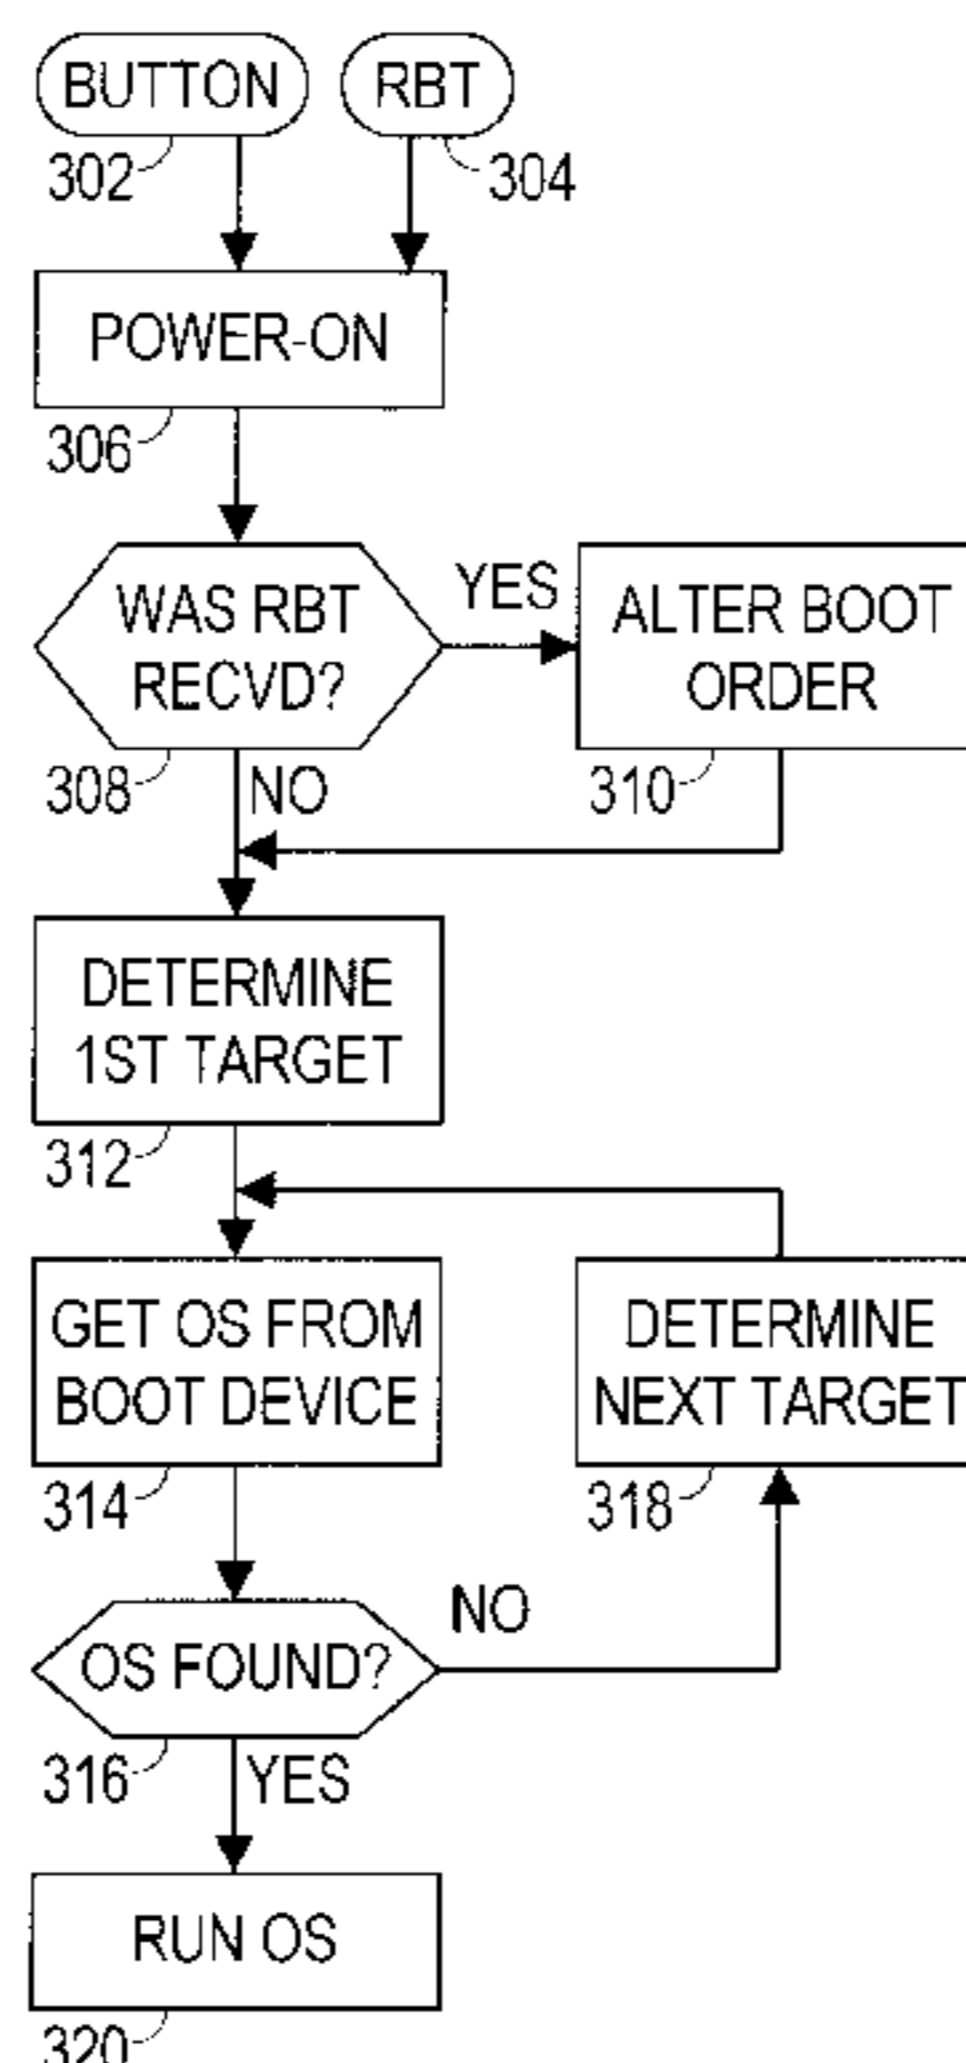 BUTTON
RBT
302
304
POWER-ON
306
WAS RBT
RECVD?
YES
ALTER BOOT
ORDER
308
NO
310
DETERMINE
1ST TARGET
312
GET OS FROM
BOOT DEVICE
DETERMINE
NEXT TARGET
314
318
NO
OS FOUND?
316
YES
RUN OS
320